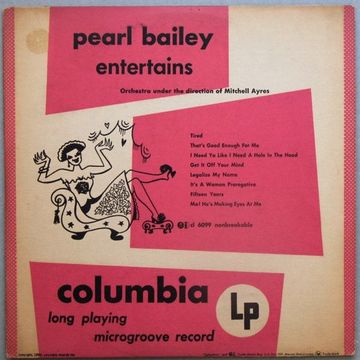 pearl bailey
entertains
Orchestra under the direction of Mitchell Ayres
Tired
That's Good Enough For Me
I Need Ya Like I Need A Hole In The Head
Get It Off Your Mind
Legalize My Name
It's A Woman Prerogative
Fifteen Years
Ma! He's Making Eyes At Me
6099 nonbreakable
columbia
LP
long playing
microgroove record